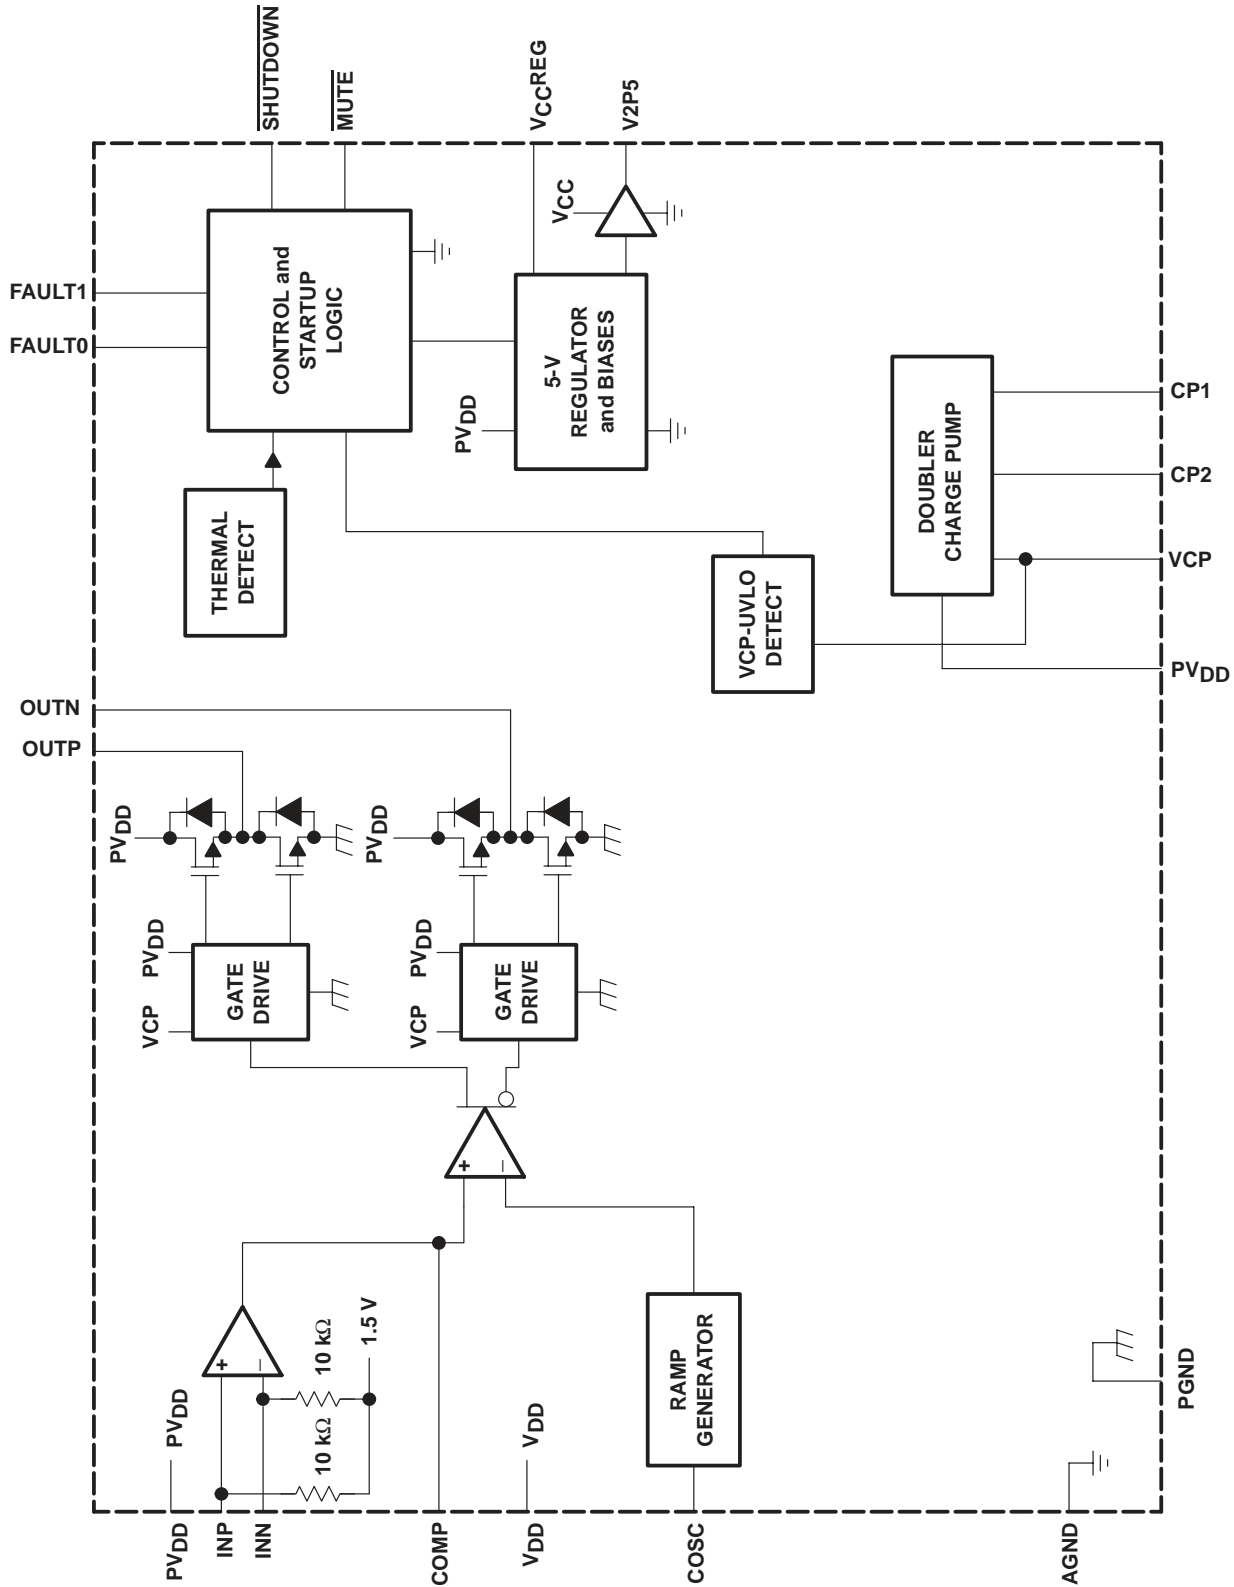 SHUTDOWN
MUTE
VCCREG
V2P5
FAULT1
FAULT0
CONTROL and
STARTUP
LOGIC
VCC
5-V
REGULATOR
and BIASES
PVDD
THERMAL
DETECT
DOUBLER
CHARGE PUMP
CP1
CP2
VCP
PVDD
VCP-UVLO
DETECT
OUTN
OUTP
PVDD
PVDD
PVDD
VCP
GATE
DRIVE
PVDD
VCP
GATE
DRIVE
+
–
+
–
10 kΩ
10 kΩ
1.5 V
PVDD
VDD
RAMP
GENERATOR
PGND
PVDD
INP
INN
COMP
VDD
COSC
AGND